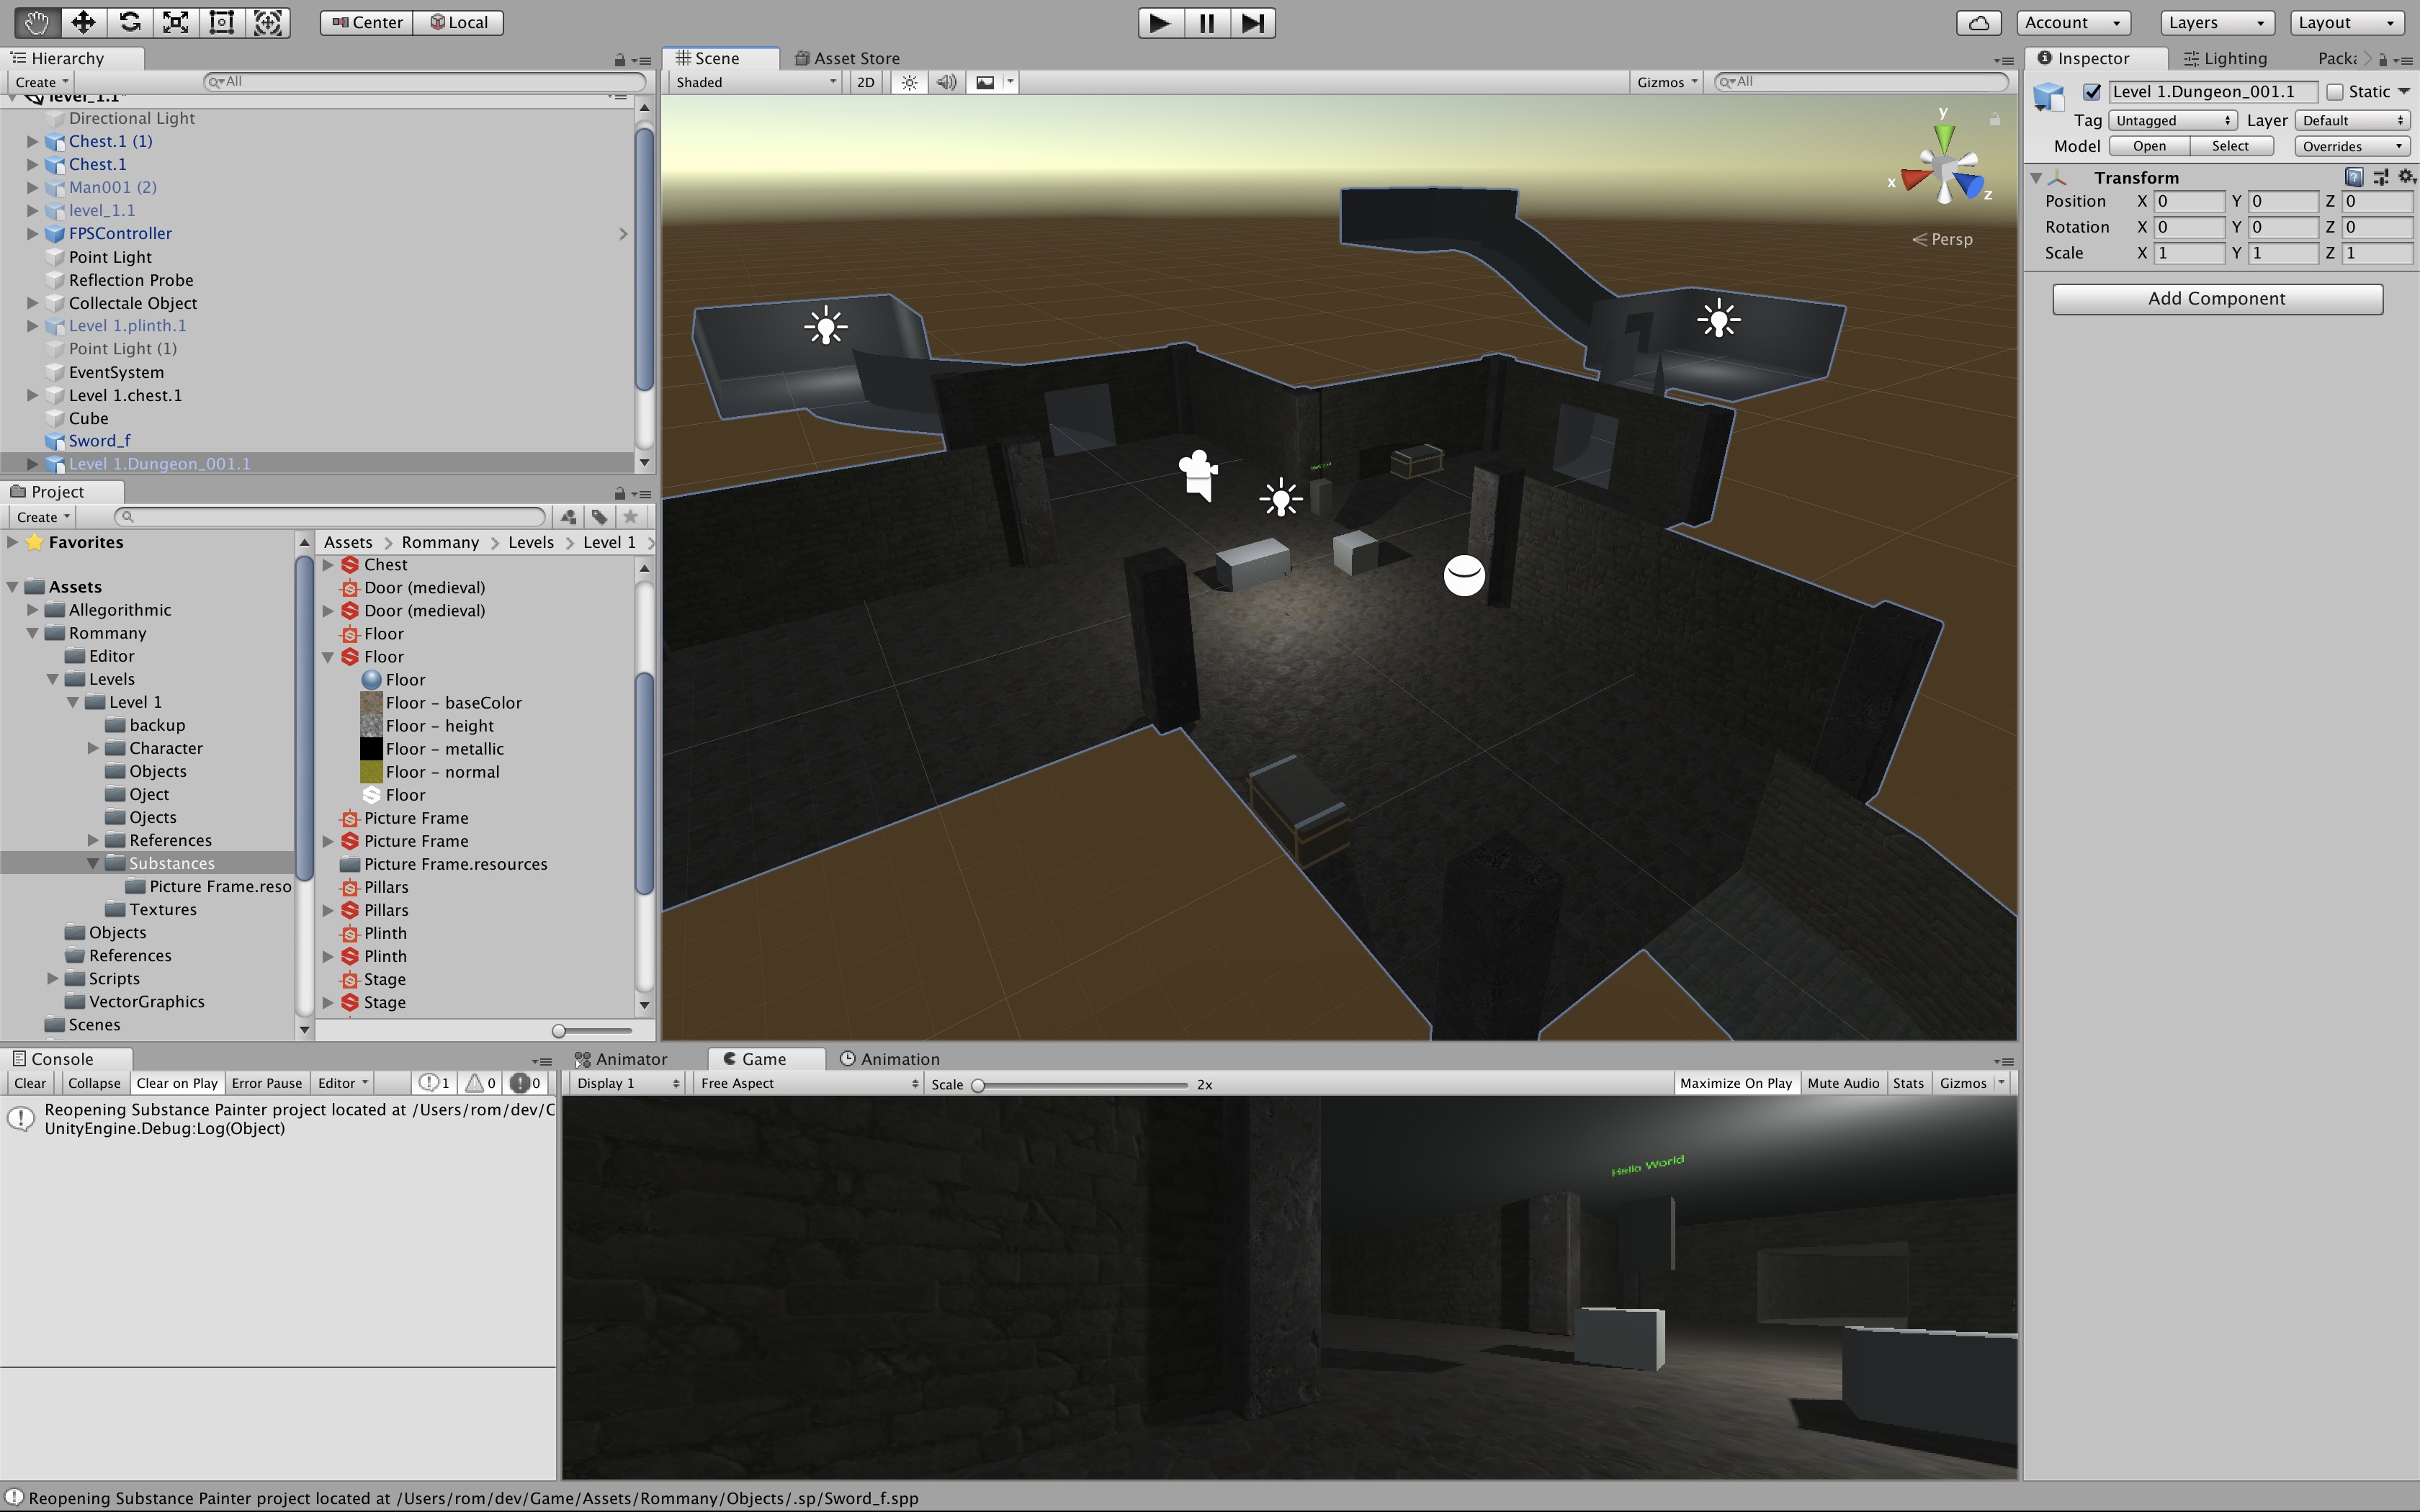 Center Local
Account Layers Layout
Hierarchy
Create All
level_1.1*
Directional Light
Chest.1 (1)
Chest.1
Man001 (2)
level_1.1
FPSController
Point Light
Reflection Probe
Collectale Object
Level 1.plinth.1
Point Light (1)
EventSystem
Level 1.chest.1
Cube
Sword_f
Level 1.Dungeon_001.1
Project
Create
Favorites
Assets
Allegorithmic
Rommany
Editor
Levels
Level 1
backup
Character
Objects
Oject
Ojects
References
Substances
Picture Frame.reso
Textures
Objects
References
Scripts
VectorGraphics
Scenes
Assets > Rommany > Levels > Level 1 >
Chest
Door (medieval)
Door (medieval)
Floor
Floor
Floor
Floor – baseColor
Floor – height
Floor – metallic
Floor – normal
Floor
Picture Frame
Picture Frame
Picture Frame.resources
Pillars
Pillars
Plinth
Plinth
Stage
Stage
Scene Asset Store
Shaded 2D Gizmos All
y
x
z
Persp
Inspector Lighting Packa
Level 1.Dungeon_001.1 Static
Tag Untagged Layer Default
Model Open Select Overrides
Transform
Position X 0 Y 0 Z 0
Rotation X 0 Y 0 Z 0
Scale X 1 Y 1 Z 1
Add Component
Console
Clear Collapse Clear on Play Error Pause Editor 1 0 0
Reopening Substance Painter project located at /Users/rom/dev/G
UnityEngine.Debug:Log(Object)
Animator Game Animation
Display 1 Free Aspect Scale 2x Maximize On Play Mute Audio Stats Gizmos
Hello World
Reopening Substance Painter project located at /Users/rom/dev/Game/Assets/Rommany/Objects/.sp/Sword_f.spp